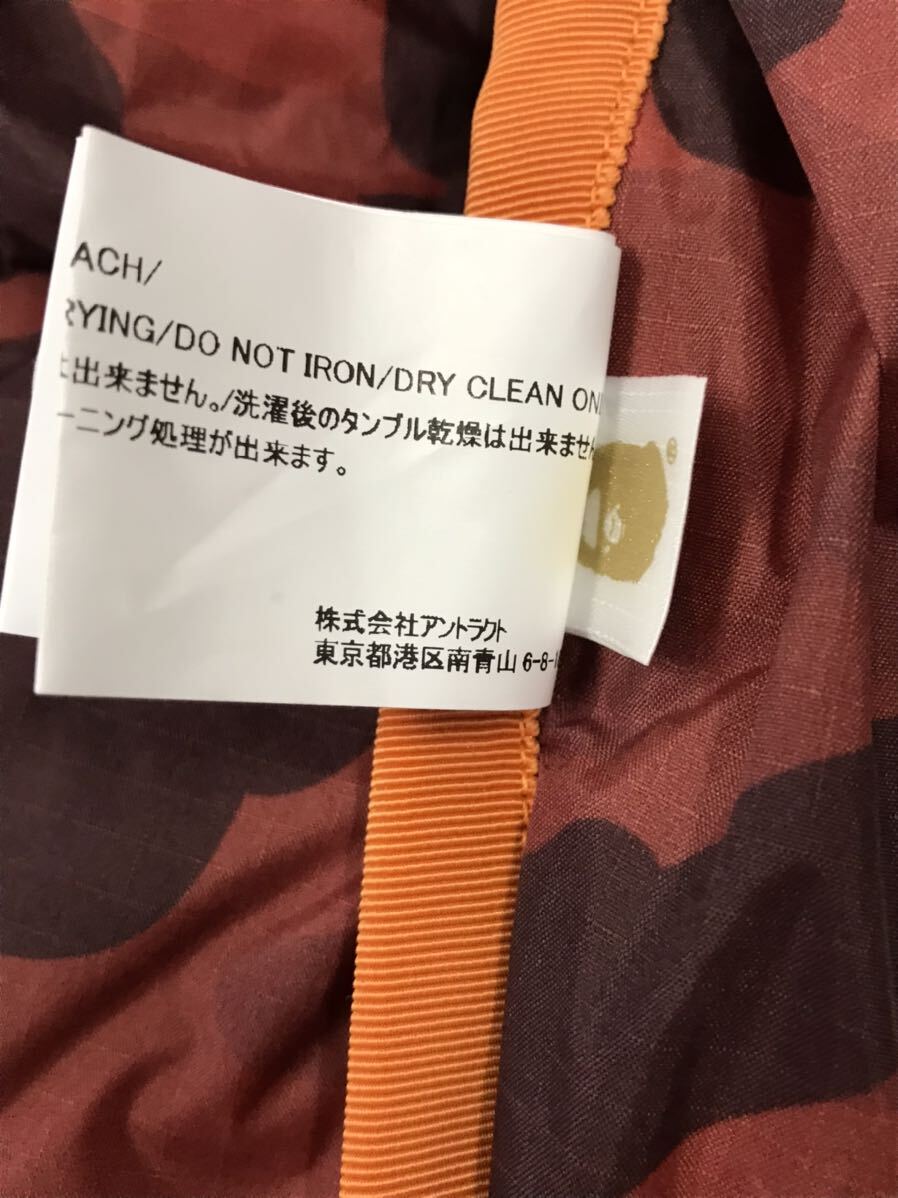 ACH/
RYING/DO NOT IRON/DRY CLEAN ON
出来ません。/洗濯後のタンブル乾燥は出来ません
ーニング処理が出来ます。
株式会社アントラクト
東京都港区南青山 6-8-